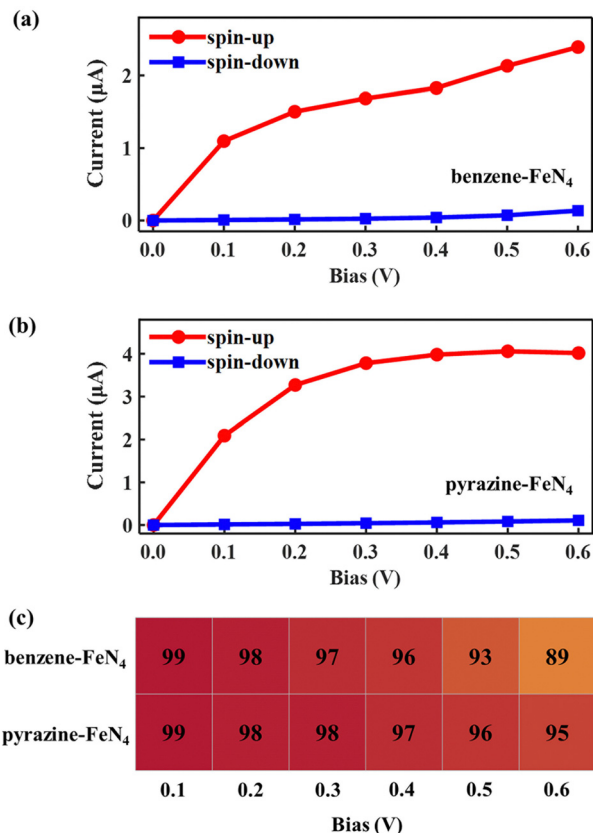 (a)
spin-up
spin-down
2
1
0
Current (μA)
benzene-FeN₄
0.0 0.1 0.2 0.3 0.4 0.5 0.6
Bias (V)
(b)
spin-up
spin-down
4
3
2
1
0
Current (μA)
pyrazine-FeN₄
0.0 0.1 0.2 0.3 0.4 0.5 0.6
Bias (V)
(c)
benzene-FeN₄ 99 98 97 96 93 89
pyrazine-FeN₄ 99 98 98 97 96 95
0.1 0.2 0.3 0.4 0.5 0.6
Bias (V)